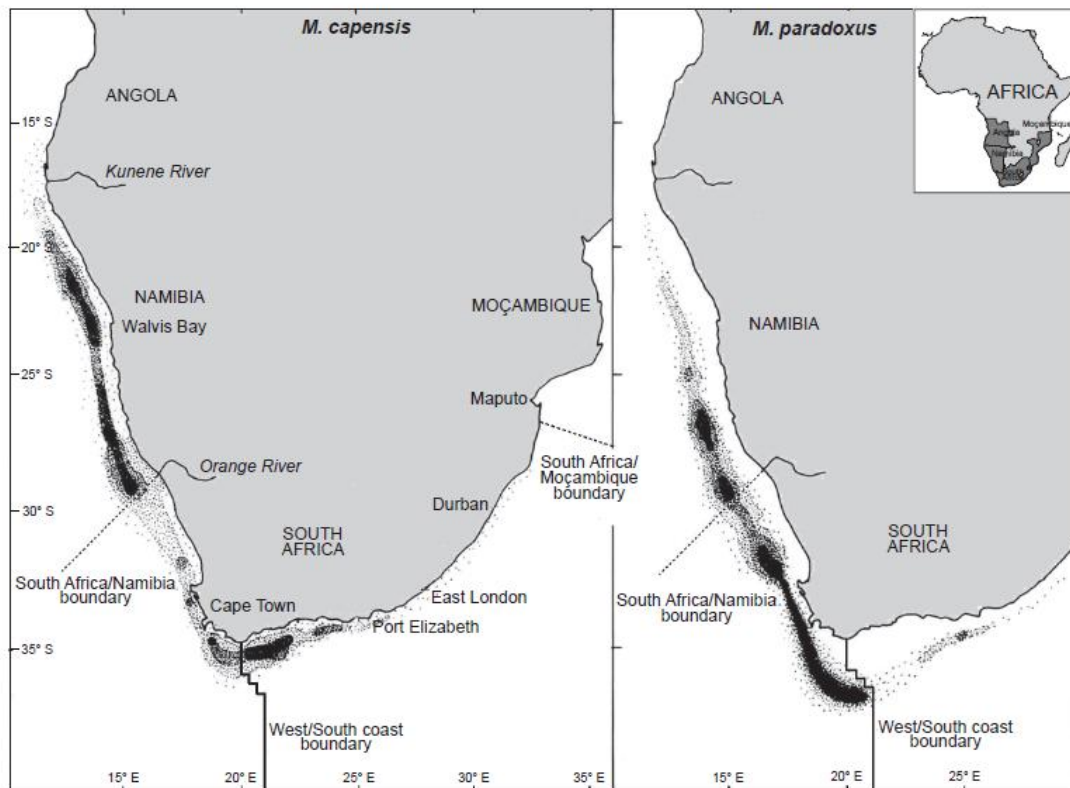 M. capensis
ANGOLA
15° S
Kunene River
20° S
NAMIBIA
Walvis Bay
MOÇAMBIQUE
25° S
Maputo
Orange River
South Africa/
Moçambique
boundary
Durban
30° S
SOUTH
AFRICA
South Africa/Namibia
boundary
Cape Town
East London
Port Elizabeth
35° S
West/South coast
boundary
15° E
20° E
25° E
30° E
35 E
M. paradoxus
ANGOLA
NAMIBIA
SOUTH
AFRICA
South Africa/Namibia
boundary
West/South coast
boundary
15° E
20° E
25° E
AFRICA
Moçambique
Angola
Namibia